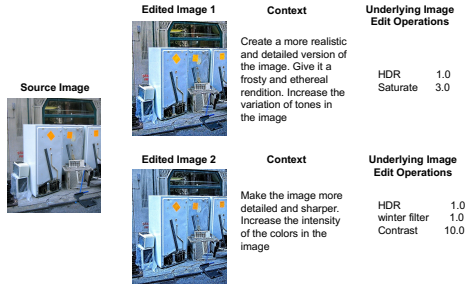 Edited Image 1
Context
Underlying Image
Edit Operations
Create a more realistic
and detailed version of
the image. Give it a
frosty and ethereal
rendition. Increase the
variation of tones in
the image
HDR 1.0
Saturate 3.0
Source Image
Edited Image 2
Context
Underlying Image
Edit Operations
Make the image more
detailed and sharper.
Increase the intensity
of the colors in the
image
HDR 1.0
winter filter 1.0
Contrast 10.0